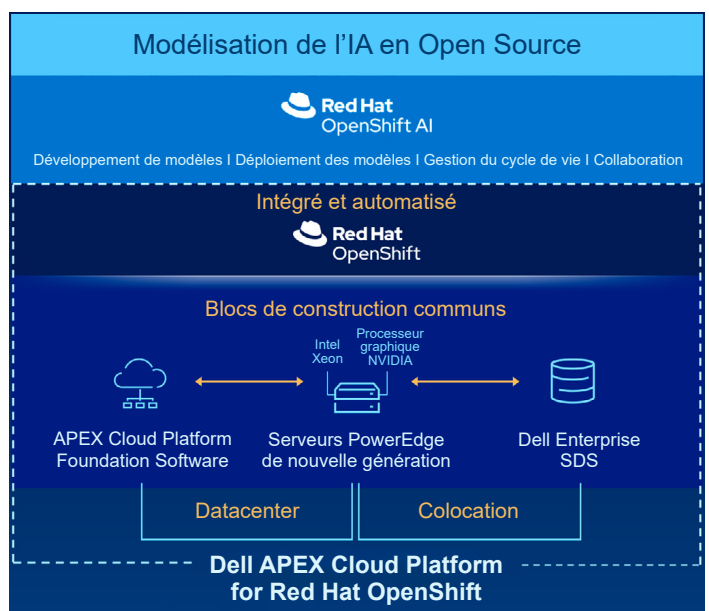 Modélisation de l'IA en Open Source
Red Hat
OpenShift AI
Développement de modèles I Déploiement des modèles I Gestion du cycle de vie I Collaboration
Intégré et automatisé
Red Hat
OpenShift
Blocs de construction communs
Intel
Xeon
Processeur
graphique
NVIDIA
APEX Cloud Platform
Foundation Software
Serveurs PowerEdge
de nouvelle génération
Dell Enterprise
SDS
Datacenter
Colocation
Dell APEX Cloud Platform
for Red Hat OpenShift